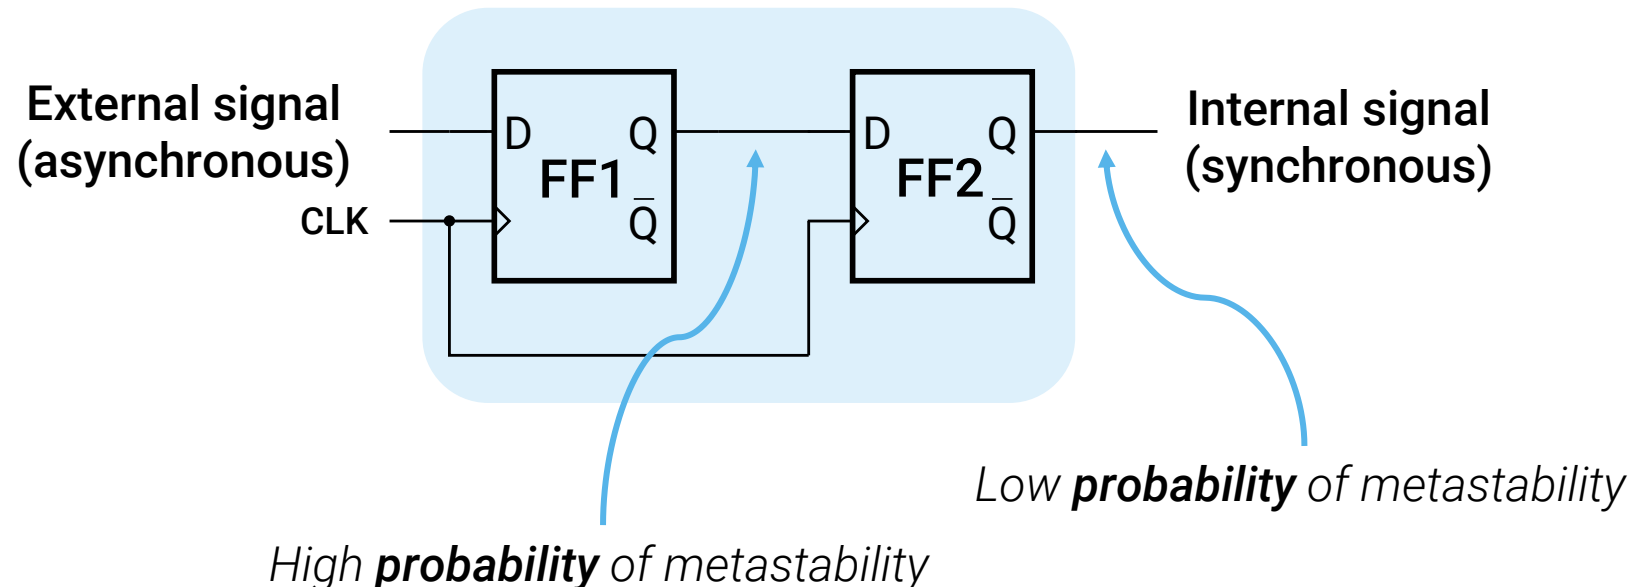 External signal
(asynchronous)
CLK
D Q
FF1
Q̅
D Q
FF2
Q̅
Internal signal
(synchronous)
Low probability of metastability
High probability of metastability